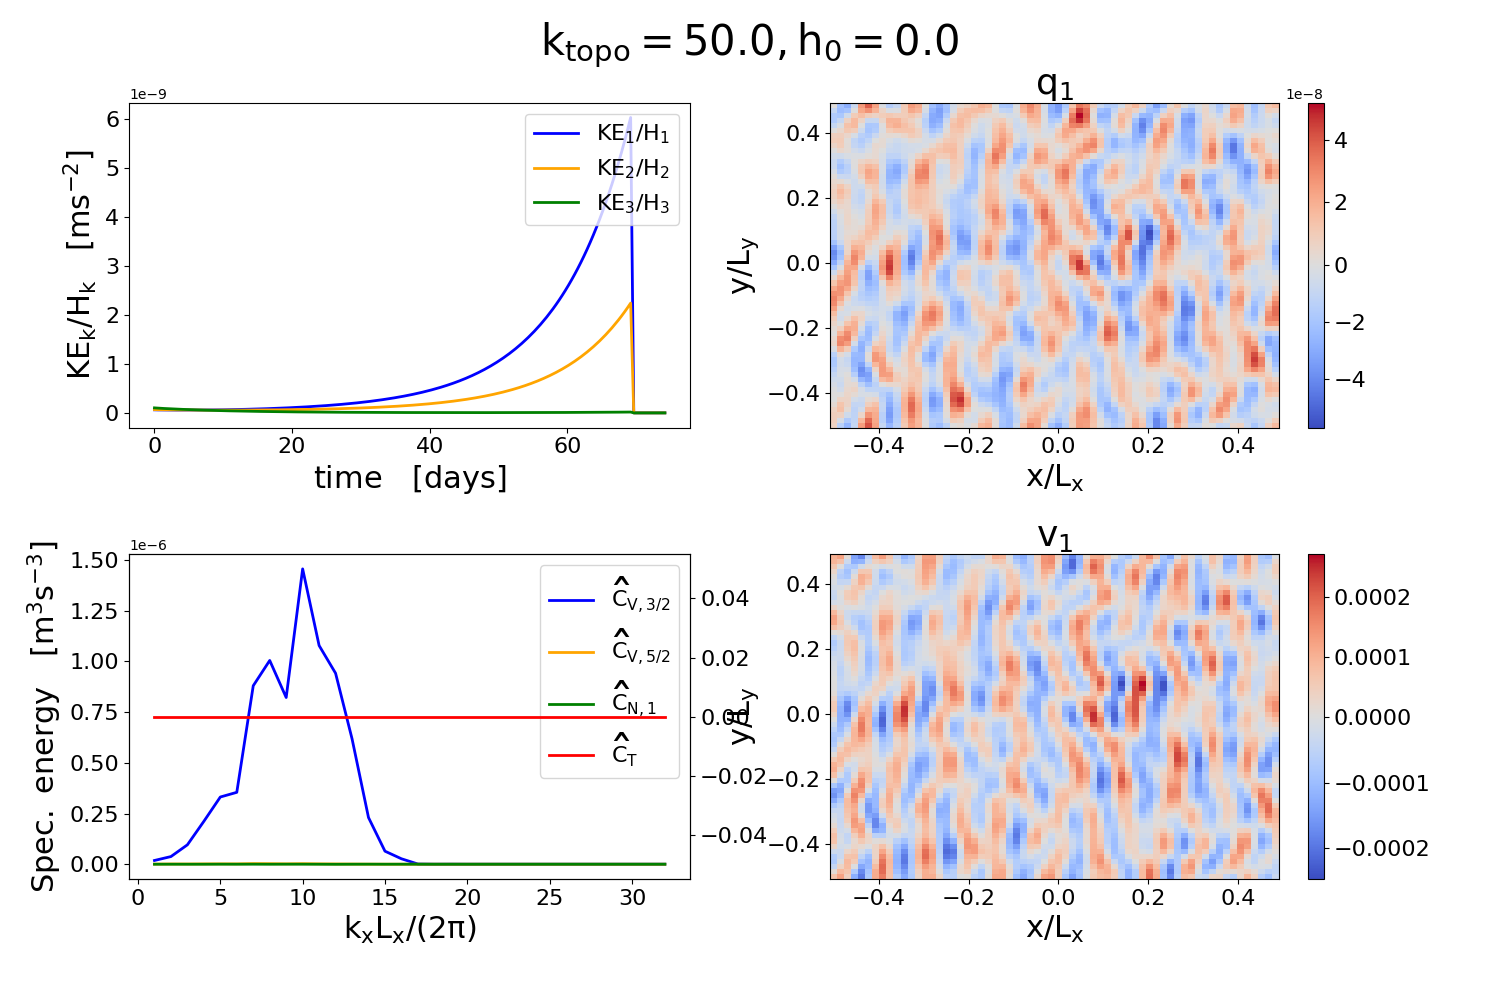 k_topo = 50.0, h_0 = 0.0
1e−9
6
5
4
3
2
1
0
KE_k/H_k [ms^−2]
KE_1/H_1
KE_2/H_2
KE_3/H_3
0 20 40 60
time [days]
q_1
0.4
0.2
0.0
−0.2
−0.4
y/L_y
−0.4 −0.2 0.0 0.2 0.4
x/L_x
1e−8
4
2
0
−2
−4
1e−6
1.50
1.25
1.00
0.75
0.50
0.25
0.00
Spec. energy [m^3s^−3]
Ĉ_V,3/2
Ĉ_V,5/2
Ĉ_N,1
Ĉ_T
0.04
0.02
0.00
−0.02
−0.04
0 5 10 15 20 25 30
k_xL_x/(2π)
v_1
0.4
0.2
0.0
−0.2
−0.4
y/L_y
−0.4 −0.2 0.0 0.2 0.4
x/L_x
0.0002
0.0001
0.0000
−0.0001
−0.0002